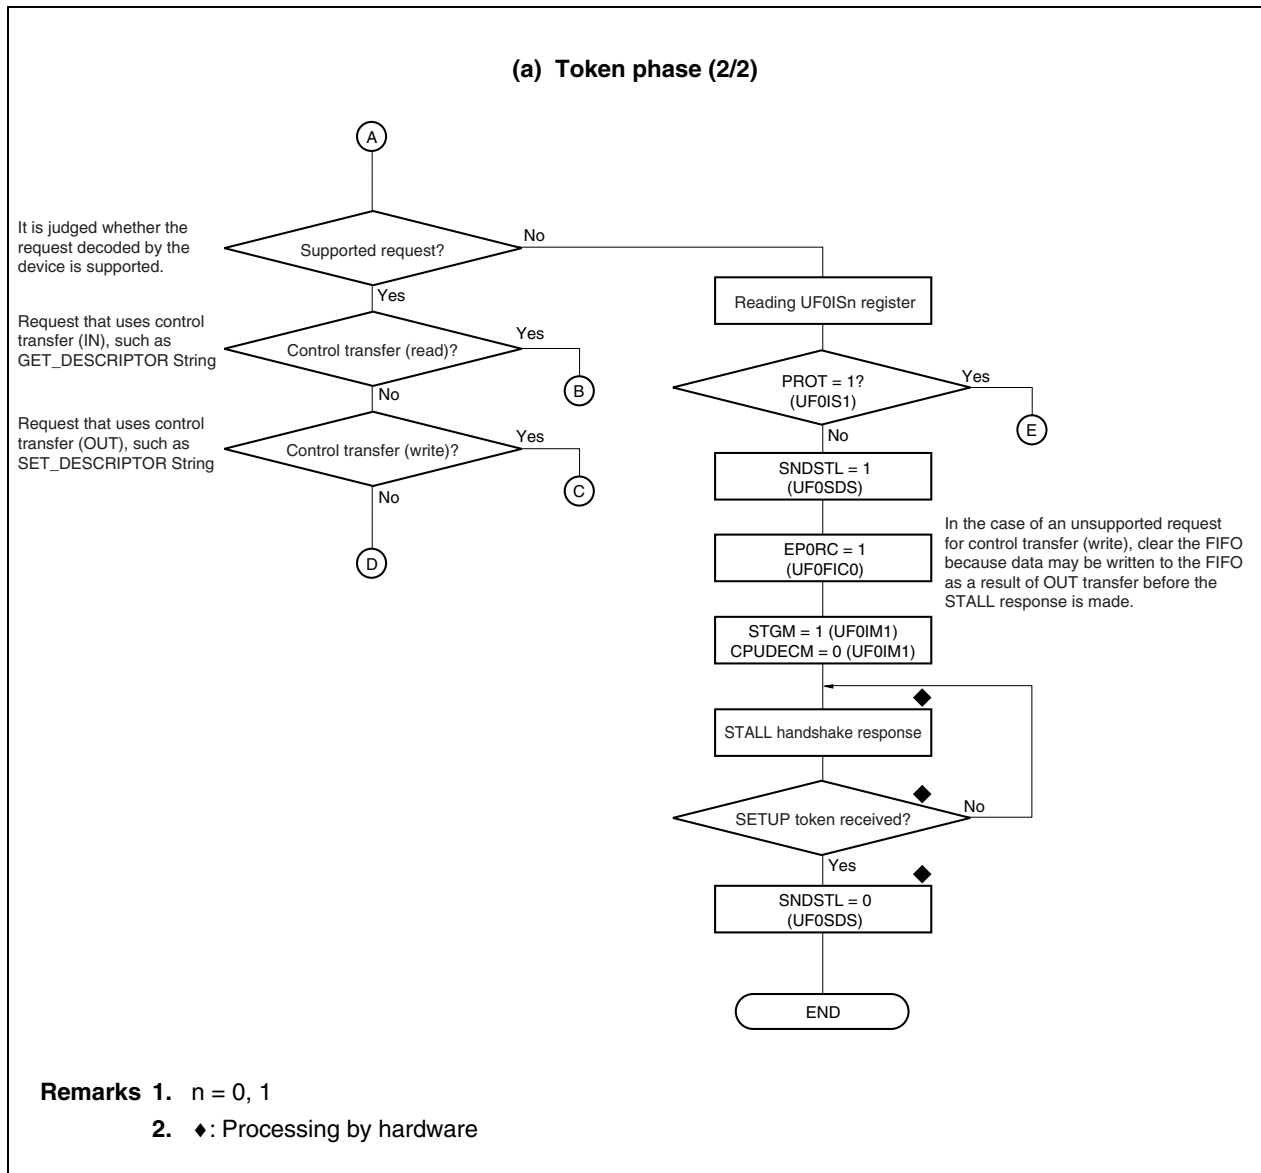 (a) Token phase (2/2)
A
It is judged whether the
request decoded by the
device is supported.
Supported request?
No
Yes
Reading UF0ISn register
Request that uses control
transfer (IN), such as
GET_DESCRIPTOR String
Control transfer (read)?
Yes
B
No
PROT = 1?
(UF0IS1)
Yes
E
No
Request that uses control
transfer (OUT), such as
SET_DESCRIPTOR String
Control transfer (write)?
Yes
C
No
D
SNDSTL = 1
(UF0SDS)
EP0RC = 1
(UF0FIC0)
In the case of an unsupported request
for control transfer (write), clear the FIFO
because data may be written to the FIFO
as a result of OUT transfer before the
STALL response is made.
STGM = 1 (UF0IM1)
CPUDECM = 0 (UF0IM1)
STALL handshake response
SETUP token received?
No
Yes
SNDSTL = 0
(UF0SDS)
END
Remarks 1. n = 0, 1
2. ♦: Processing by hardware